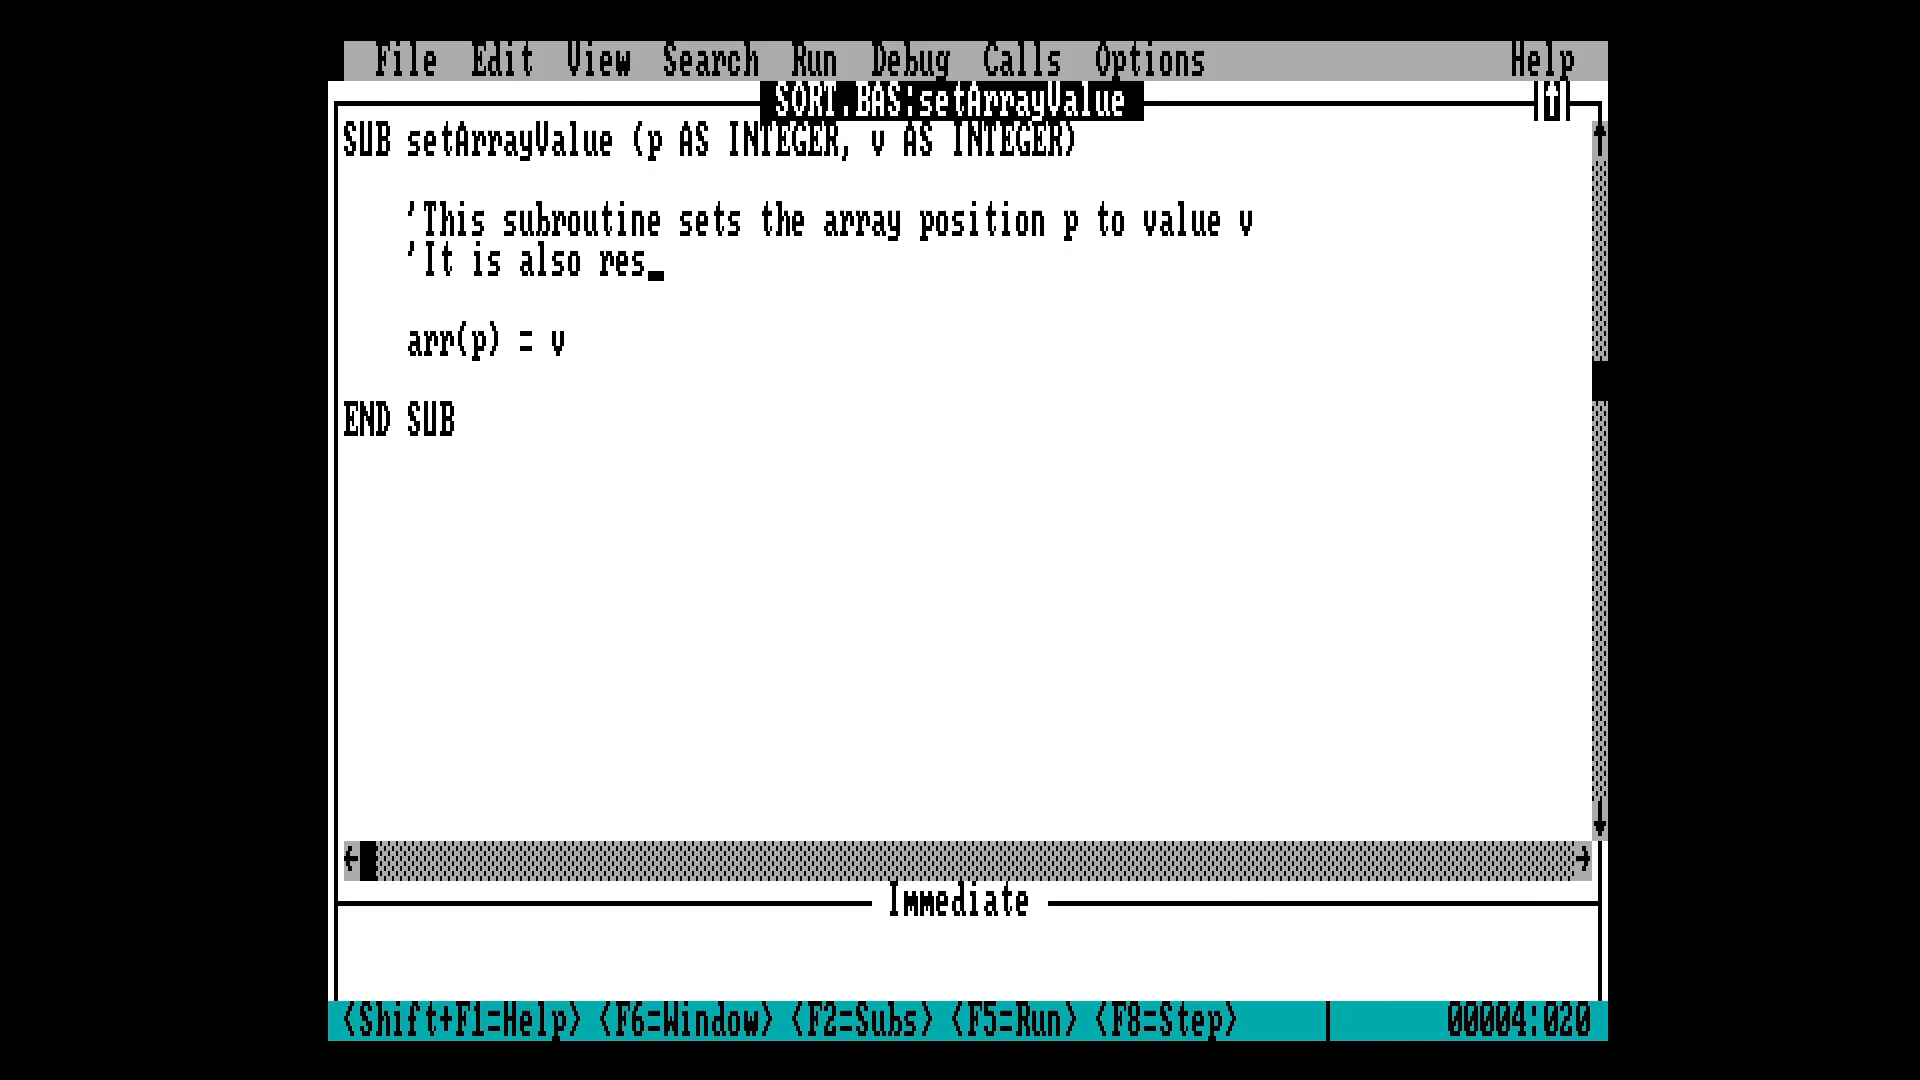 File Edit View Search Run Debug Calls Options Help
SORT.BAS:setArrayValue
SUB setArrayValue (p AS INTEGER, v AS INTEGER)
'This subroutine sets the array position p to value v
'It is also res_
arr(p) = v
END SUB
Immediate
<Shift+F1=Help> <F6=Window> <F2=Subs> <F5=Run> <F8=Step> 00004:020